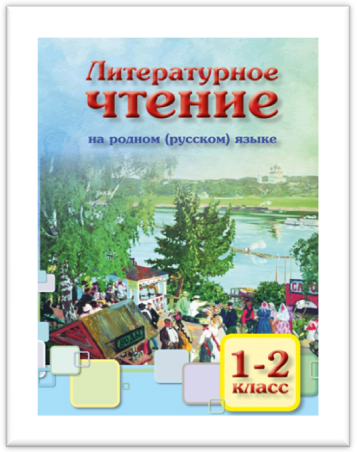 Литературное
чтение
на родном (русском) языке
1-2
класс